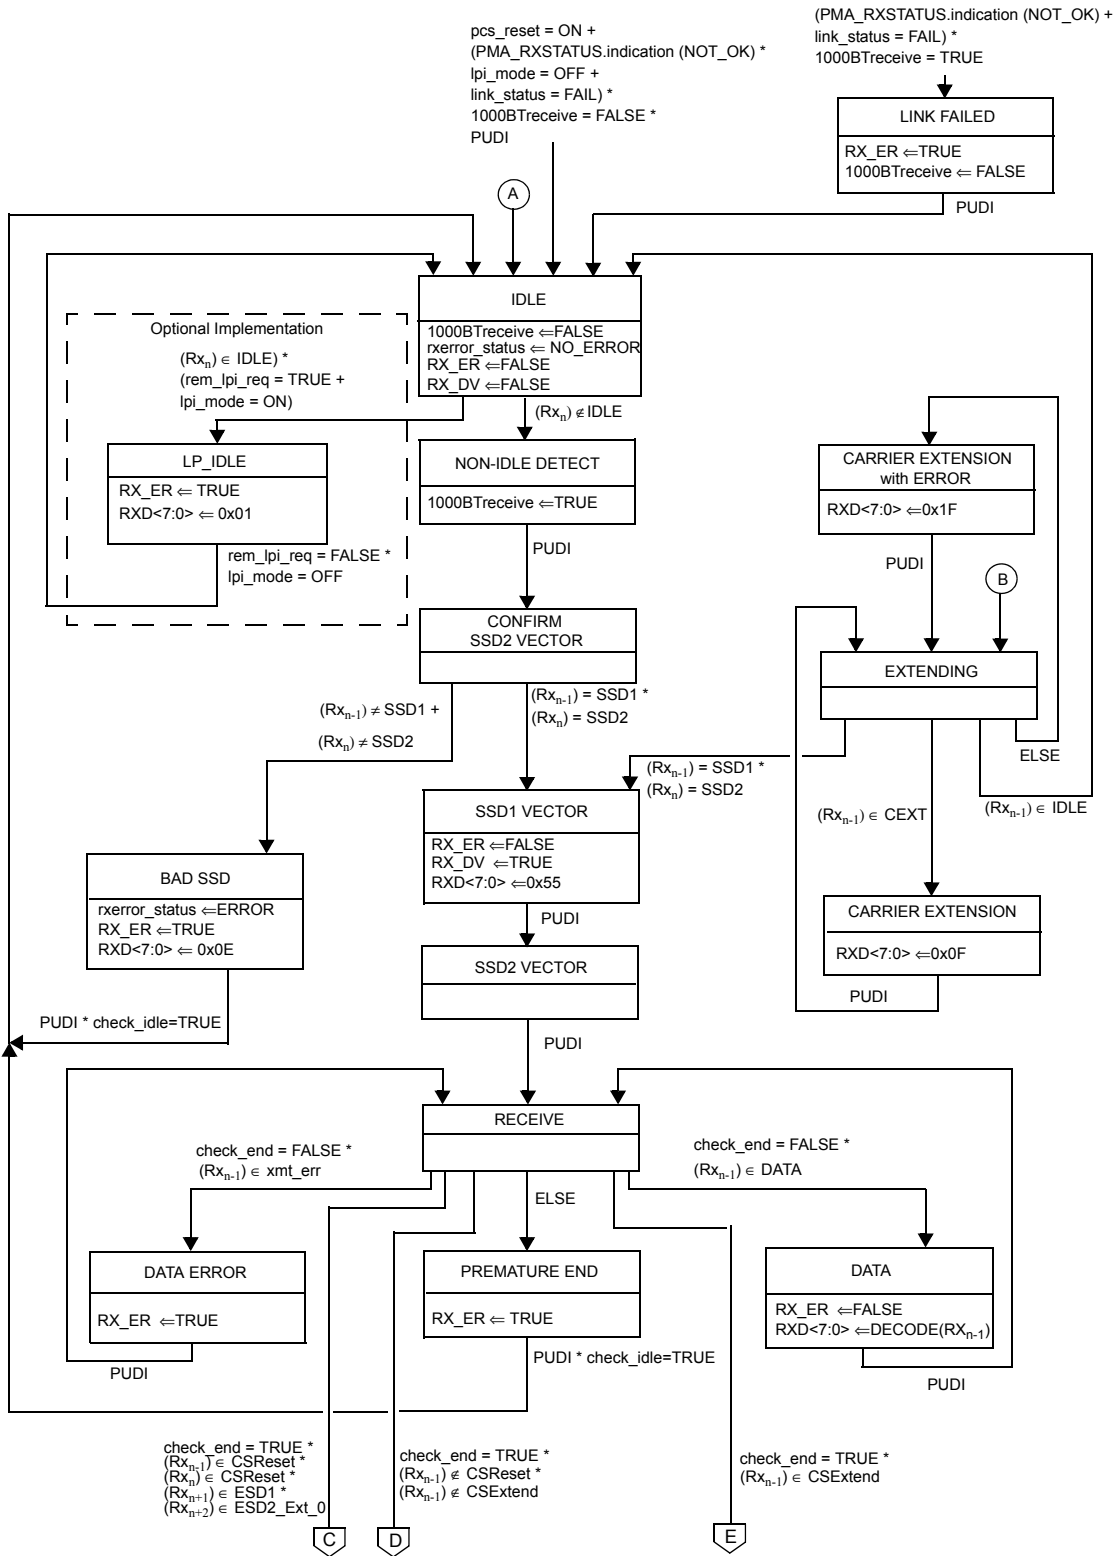 pcs_reset = ON +
(PMA_RXSTATUS.indication (NOT_OK) *
lpi_mode = OFF +
link_status = FAIL) *
1000BTreceive = FALSE *
PUDI
(PMA_RXSTATUS.indication (NOT_OK) +
link_status = FAIL) *
1000BTreceive = TRUE
LINK FAILED
RX_ER ⇐TRUE
1000BTreceive ⇐ FALSE
PUDI
A
IDLE
1000BTreceive ⇐FALSE
rxerror_status ⇐ NO_ERROR
RX_ER ⇐FALSE
RX_DV ⇐FALSE
Optional Implementation
(Rxn) ∈ IDLE) *
(rem_lpi_req = TRUE +
lpi_mode = ON)
(Rxn) ∉ IDLE
LP_IDLE
RX_ER ⇐ TRUE
RXD<7:0> ⇐ 0x01
rem_lpi_req = FALSE *
lpi_mode = OFF
NON-IDLE DETECT
1000BTreceive ⇐TRUE
PUDI
CARRIER EXTENSION
with ERROR
RXD<7:0> ⇐0x1F
PUDI
B
CONFIRM
SSD2 VECTOR
EXTENDING
(Rxn-1) ≠ SSD1 +
(Rxn) ≠ SSD2
(Rxn-1) = SSD1 *
(Rxn) = SSD2
(Rxn-1) = SSD1 *
(Rxn) = SSD2
ELSE
(Rxn-1) ∈ CEXT
(Rxn-1) ∈ IDLE
SSD1 VECTOR
RX_ER ⇐FALSE
RX_DV ⇐TRUE
RXD<7:0> ⇐0x55
PUDI
BAD SSD
rxerror_status ⇐ERROR
RX_ER ⇐TRUE
RXD<7:0> ⇐ 0x0E
PUDI * check_idle=TRUE
CARRIER EXTENSION
RXD<7:0> ⇐0x0F
PUDI
SSD2 VECTOR
PUDI
RECEIVE
check_end = FALSE *
(Rxn-1) ∈ xmt_err
ELSE
check_end = FALSE *
(Rxn-1) ∈ DATA
DATA ERROR
RX_ER ⇐TRUE
PUDI
PREMATURE END
RX_ER ⇐ TRUE
PUDI * check_idle=TRUE
DATA
RX_ER ⇐FALSE
RXD<7:0> ⇐DECODE(RXn-1)
PUDI
check_end = TRUE *
(Rxn-1) ∈ CSReset *
(Rxn) ∈ CSReset *
(Rxn+1) ∈ ESD1 *
(Rxn+2) ∈ ESD2_Ext_0
check_end = TRUE *
(Rxn-1) ∉ CSReset *
(Rxn-1) ∉ CSExtend
check_end = TRUE *
(Rxn-1) ∈ CSExtend
C
D
E